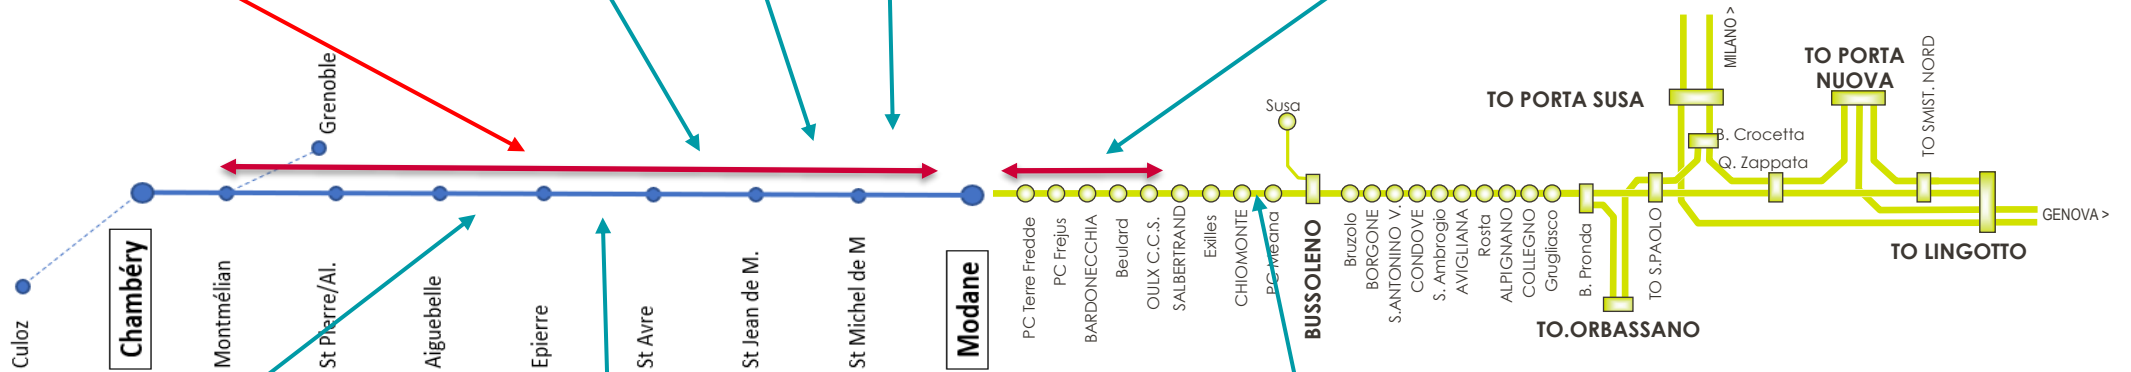 Culoz
Chambéry
Montmélian
Grenoble
St Pierre/Al.
Aiguebelle
Epierre
St Avre
St Jean de M.
St Michel de M
Modane
PC Terre Fredde
PC Frejus
BARDONECCHIA
Beulard
OULX C.C.S.
SALBERTRAND
Exilles
CHIOMONTE
PC Meana
Susa
BUSSOLENO
Bruzolo
BORGONE
S.ANTONINO V.
CONDOVE
S. Ambrogio
AVIGLIANA
Rosta
ALPIGNANO
COLLEGNO
Grugliasco
B. Pronda
TO.ORBASSANO
TO S.PAOLO
TO PORTA SUSA
MILANO >
B. Crocetta
Q. Zappata
TO PORTA
NUOVA
TO SMIST. NORD
TO LINGOTTO
GENOVA >